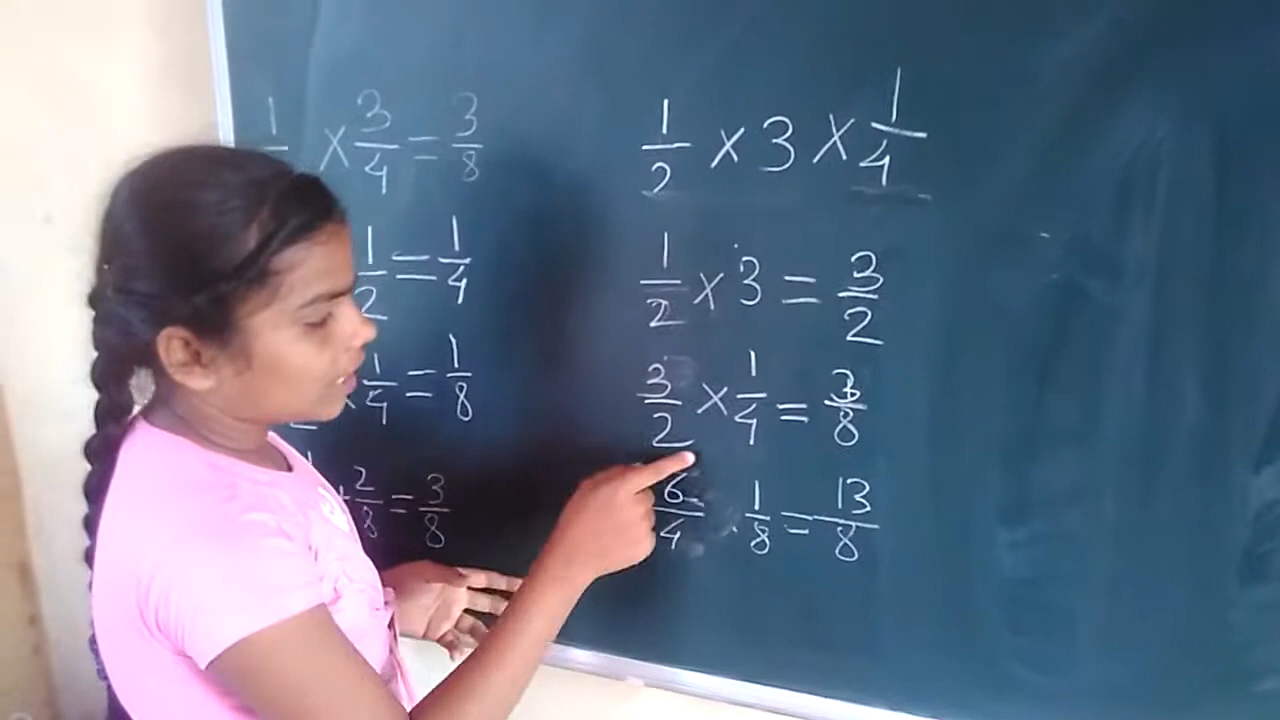 1 × 3/4 = 3/8
1/2 = 1/4
× 1/4 = 1/8
+ 2/8 = 3/8
1/2 × 3 × 1/4
1/2 × 3 = 3/2
3/2 × 1/4 = 3/8
6/4 . 1/8 = 13/8